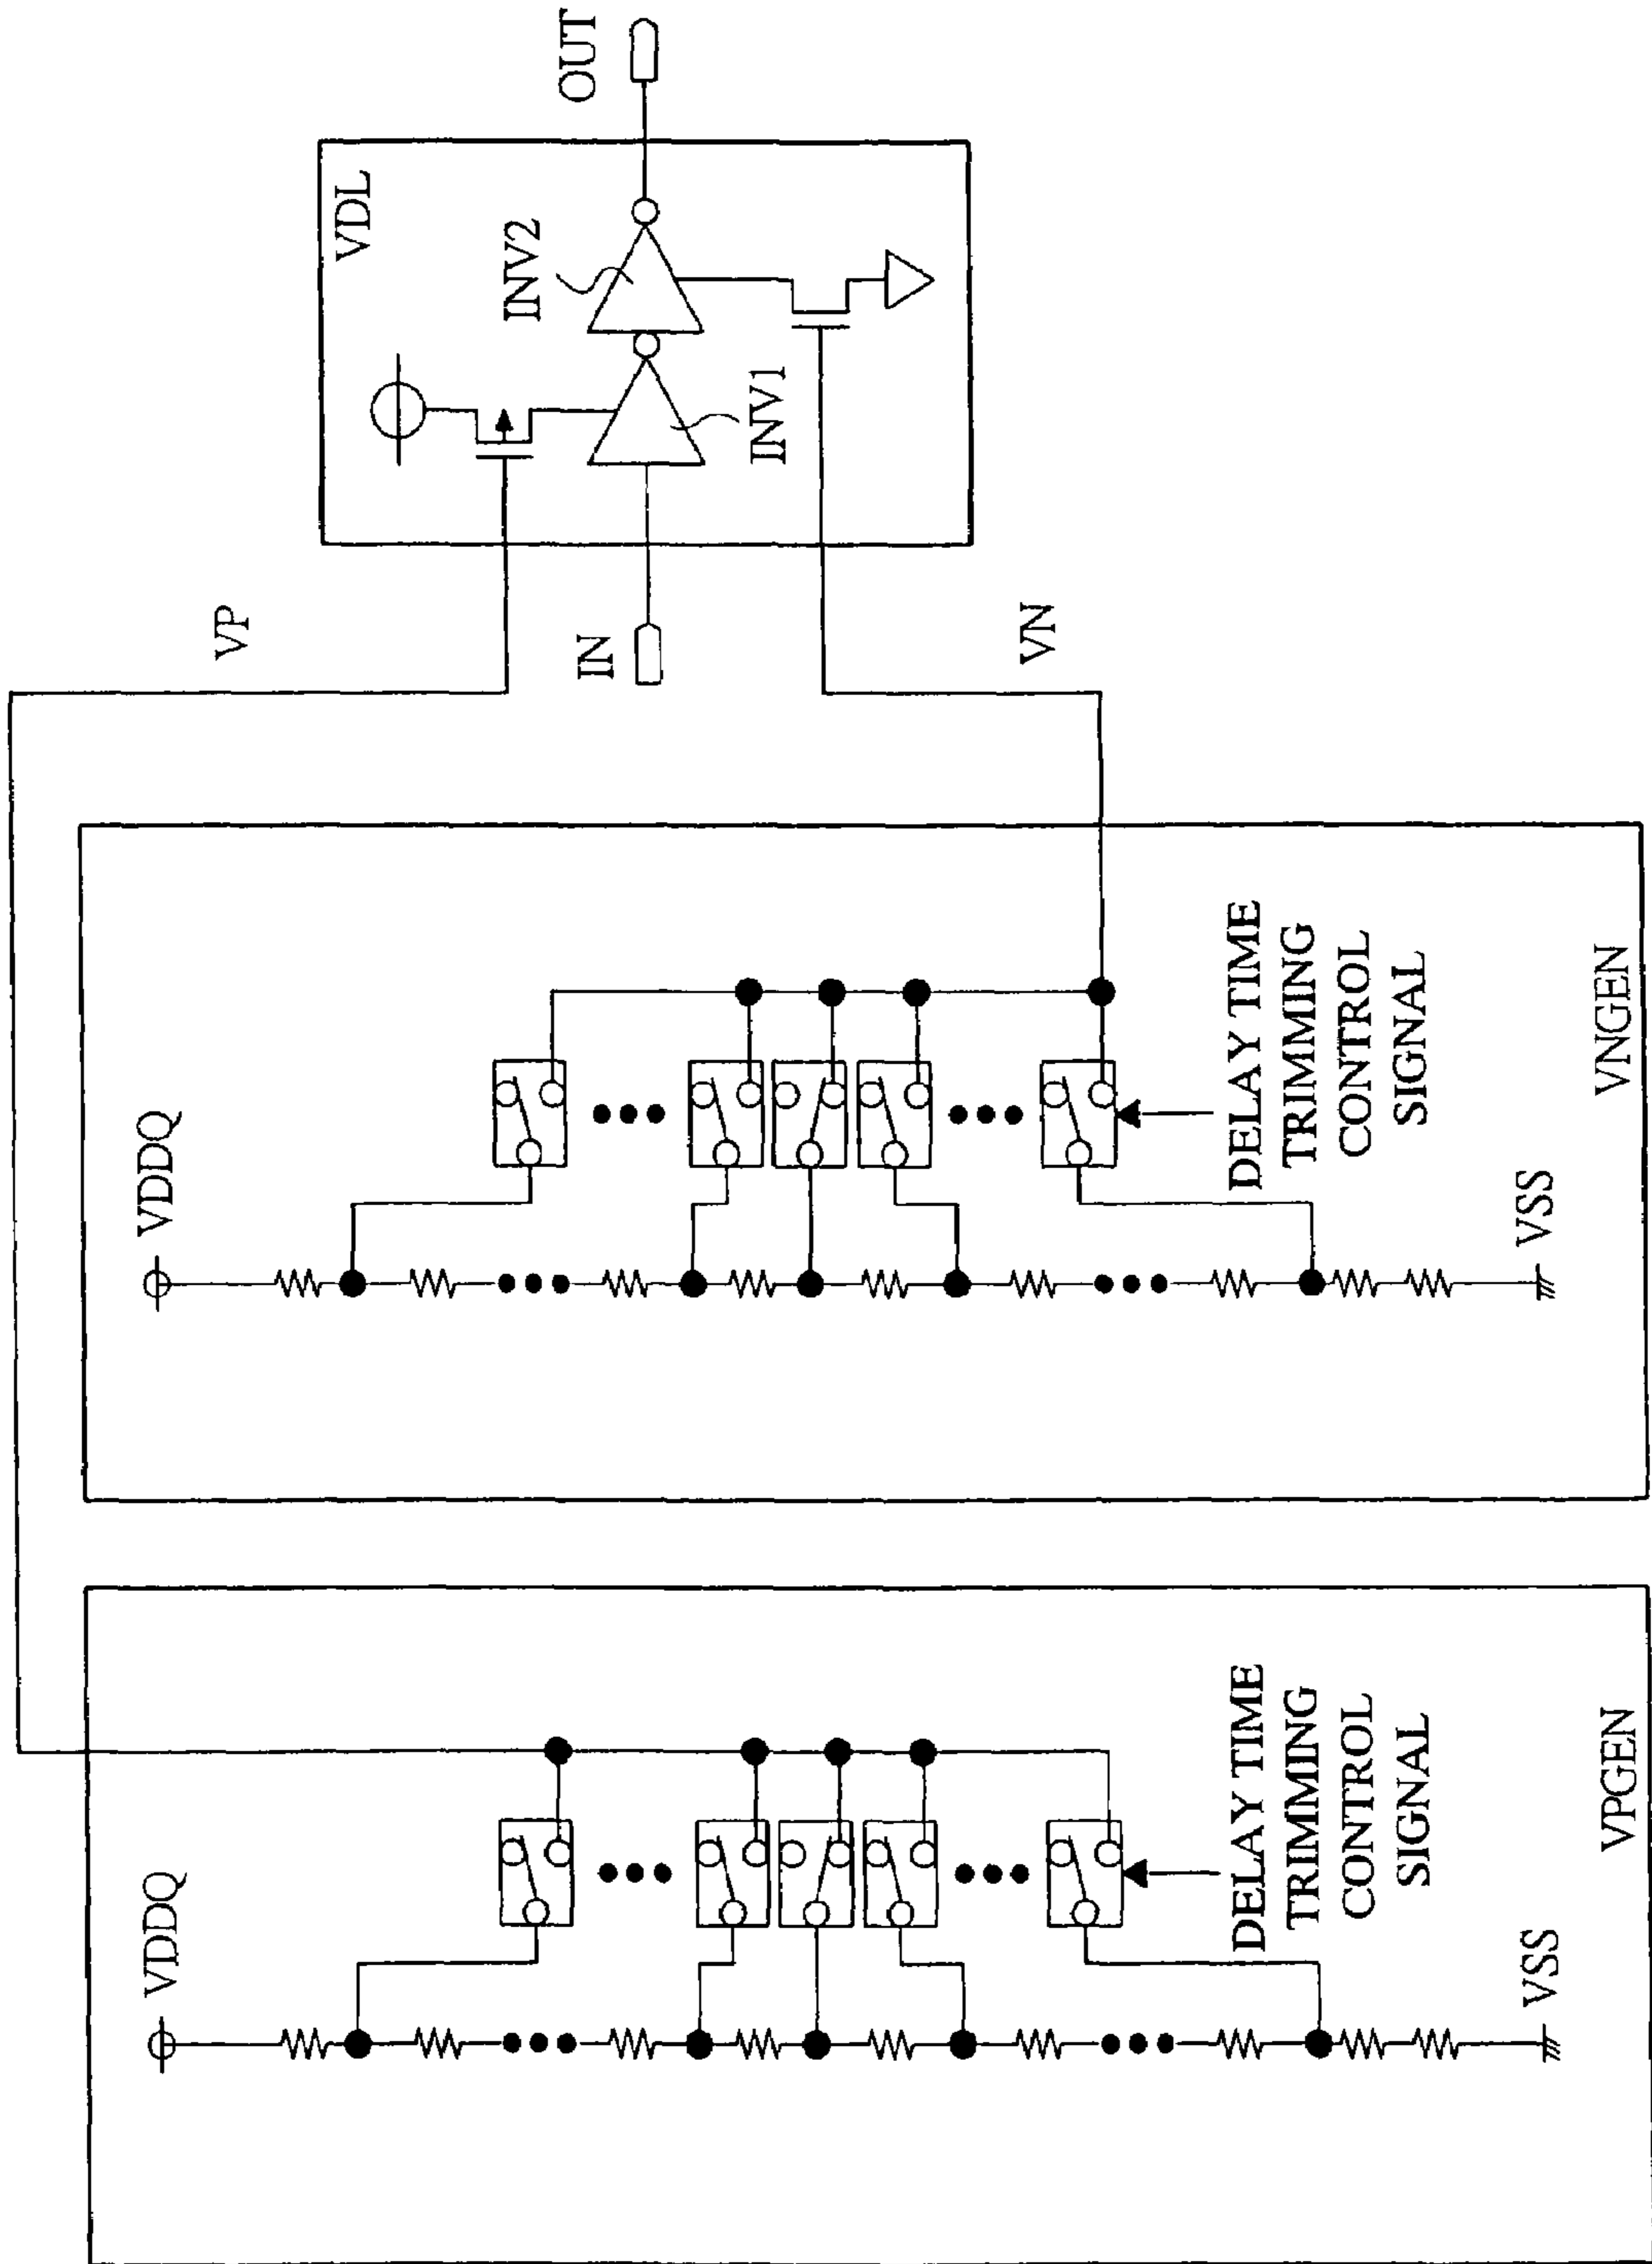 VDDQ
DELAY TIME
TRIMMING
CONTROL
SIGNAL
VSS
VPGEN
VDDQ
DELAY TIME
TRIMMING
CONTROL
SIGNAL
VSS
VNGEN
VP
IN
VN
VDL
INV2
INV1
OUT